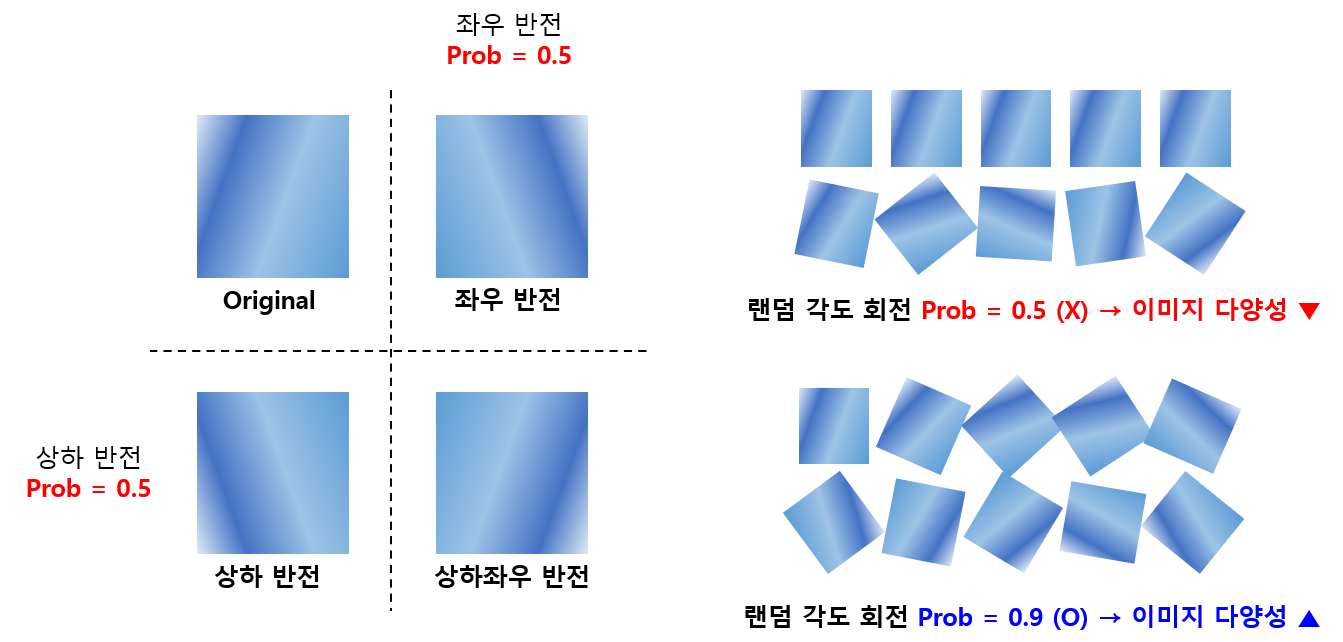 좌우 반전
Prob = 0.5
Original
좌우 반전
상하 반전
Prob = 0.5
상하 반전
상하좌우 반전
랜덤 각도 회전 Prob = 0.5 (X) → 이미지 다양성 ▼
랜덤 각도 회전 Prob = 0.9 (O) → 이미지 다양성 ▲